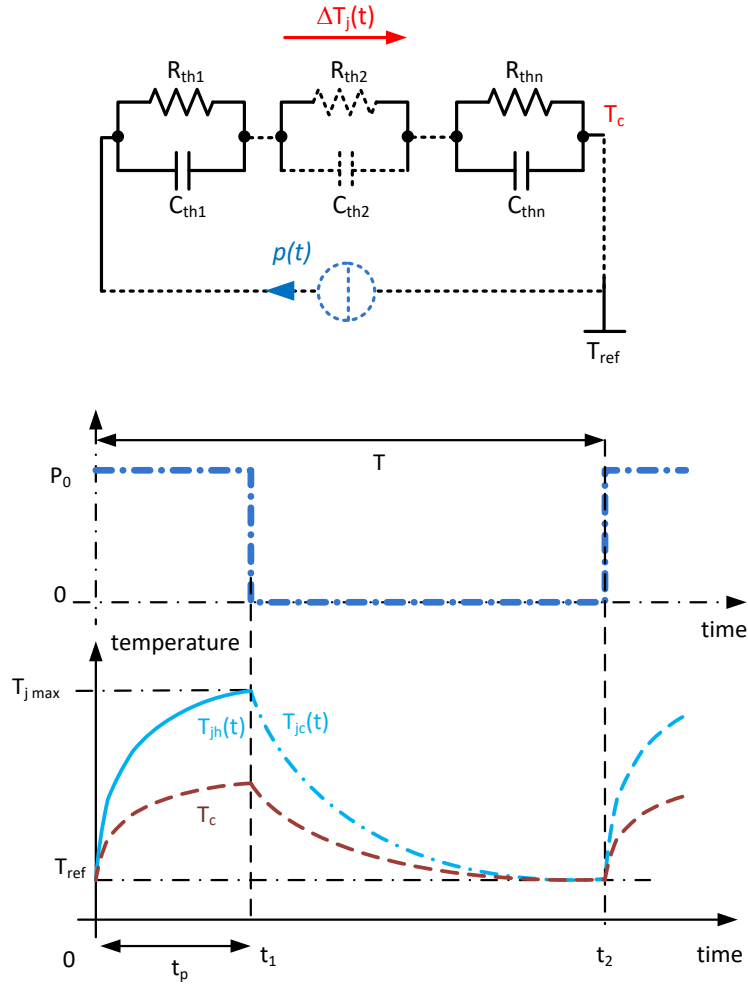 ΔTj(t)
Rth1 Rth2 Rthn
Tc
Cth1 Cth2 Cthn
p(t)
Tref
T
P0
0
time
temperature
Tj max
Tjh(t) Tjc(t)
Tc
Tref
0 tp t1 t2 time